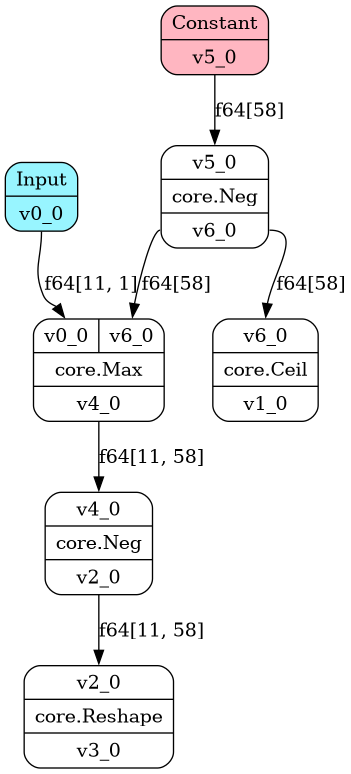 Constant
v5_0
f64[58]
Input
v0_0
v5_0
core.Neg
v6_0
f64[11, 1]
f64[58]
f64[58]
v0_0 v6_0
core.Max
v4_0
v6_0
core.Ceil
v1_0
f64[11, 58]
v4_0
core.Neg
v2_0
f64[11, 58]
v2_0
core.Reshape
v3_0